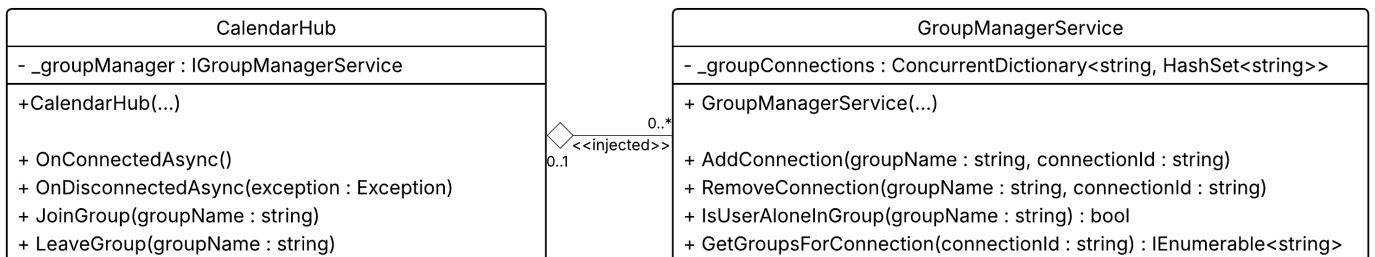 CalendarHub
- _groupManager : IGroupManagerService
+CalendarHub(...)
+ OnConnectedAsync()
+ OnDisconnectedAsync(exception : Exception)
+ JoinGroup(groupName : string)
+ LeaveGroup(groupName : string)
0..*
<<injected>>
0..1
GroupManagerService
- _groupConnections : ConcurrentDictionary<string, HashSet<string>>
+ GroupManagerService(...)
+ AddConnection(groupName : string, connectionId : string)
+ RemoveConnection(groupName : string, connectionId : string)
+ IsUserAloneInGroup(groupName : string) : bool
+ GetGroupsForConnection(connectionId : string) : IEnumerable<string>